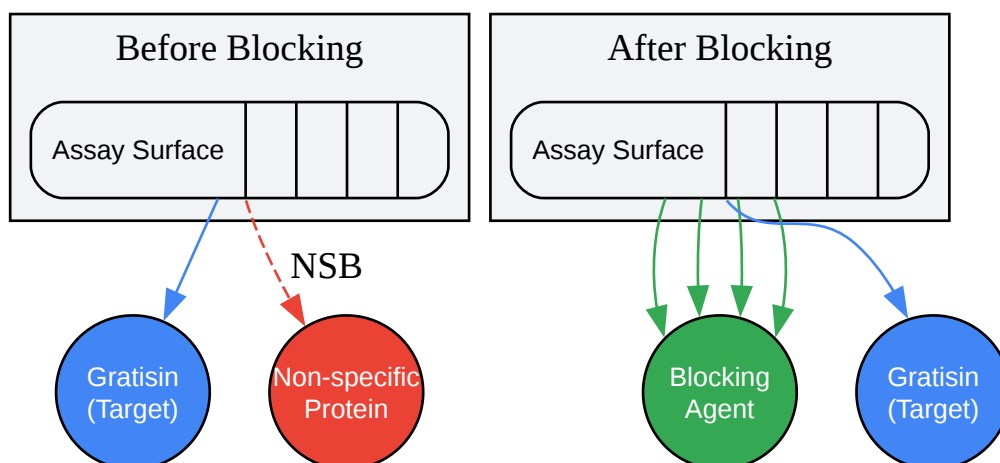 Before Blocking
Assay Surface
NSB
Gratisin
(Target)
Non-specific
Protein
After Blocking
Assay Surface
Blocking
Agent
Gratisin
(Target)